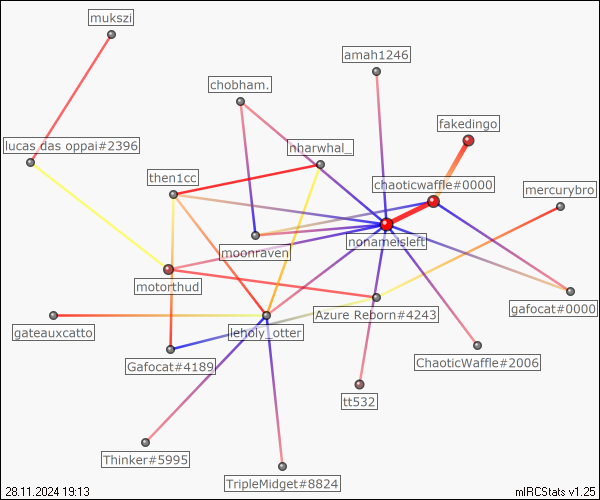 mukszi
amah1246
chobham.
fakedingo
lucas das oppai#2396
nharwhal_
then1cc
chaoticwaffle#0000
mercurybro
nonameisleft
moonraven
motorthud
gafocat#0000
Azure Reborn#4243
gateauxcatto
leholy_otter
Gafocat#4189
ChaoticWaffle#2006
tt532
Thinker#5995
TripleMidget#8824
28.11.2024 19:13
mIRCStats v1.25